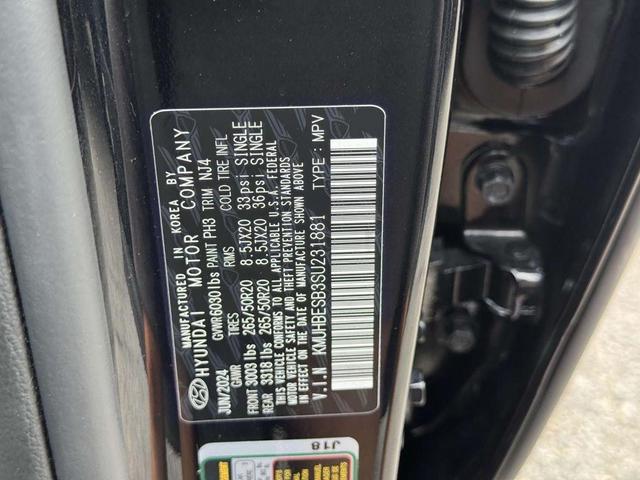 MANUFACTURED IN KOREA BY
HYUNDAI MOTOR COMPANY
JUN/2024 GVWR6030lbs PAINT PH3 TRIM NJ4
GAWR TIRES RIMS COLD TIRE INFL
FRONT 3003 lbs 265/50R20 8.5JX20 33psi SINGLE
REAR 3318 lbs 265/50R20 8.5JX20 36psi SINGLE
THIS VEHICLE CONFORMS TO ALL APPLICABLE U.S.A. FEDERAL
MOTOR VEHICLE SAFETY AND THEFT PREVENTION STANDARDS
IN EFFECT ON THE DATE OF MANUFACTURE SHOWN ABOVE
V.I.N KMUHBESB3SU231881 TYPE : MPV
J18